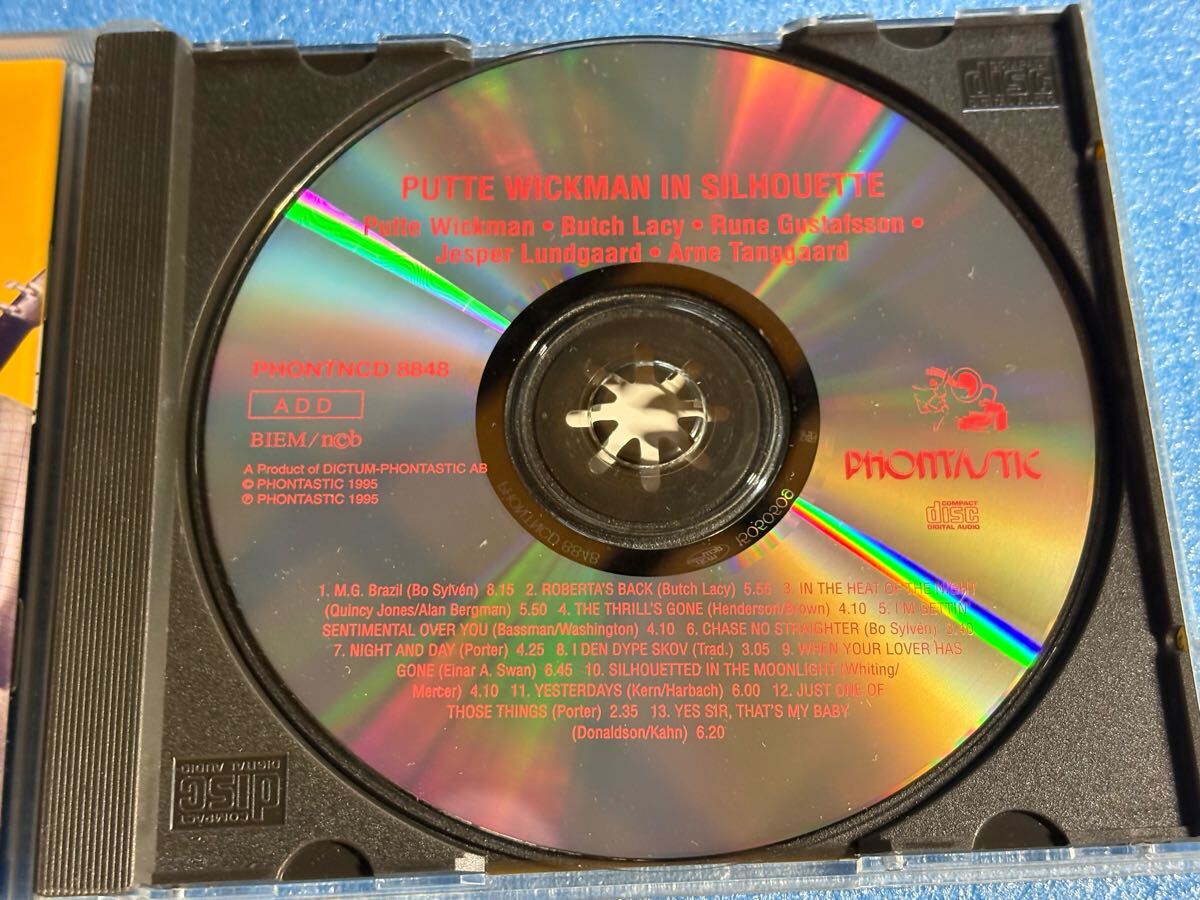 PUTTE WICKMAN IN SILHOUETTE
Putte Wickman • Butch Lacy • Rune Gustafsson •
Jesper Lundgaard • Arne Tanggaard
PHONTNCD 8848
ADD
BIEM/n©b
A Product of DICTUM-PHONTASTIC AB
© PHONTASTIC 1995
℗ PHONTASTIC 1995
PHONTASTIC
COMPACT
disc
DIGITAL AUDIO
PHONTNCD 8848
1. M.G. Brazil (Bo Sylvén) 8.15 2. ROBERTA'S BACK (Butch Lacy) 5.55 3. IN THE HEAT OF THE NIGHT
(Quincy Jones/Alan Bergman) 5.50 4. THE THRILL'S GONE (Henderson/Brown) 4.10 5. I'M GETTIN'
SENTIMENTAL OVER YOU (Bassman/Washington) 4.10 6. CHASE NO STRAIGHTER (Bo Sylvén) 3.40
7. NIGHT AND DAY (Porter) 4.25 8. I DEN DYPE SKOV (Trad.) 3.05 9. WHEN YOUR LOVER HAS
GONE (Einar A. Swan) 6.45 10. SILHOUETTED IN THE MOONLIGHT (Whiting/
Mercer) 4.10 11. YESTERDAYS (Kern/Harbach) 6.00 12. JUST ONE OF
THOSE THINGS (Porter) 2.35 13. YES SIR, THAT'S MY BABY
(Donaldson/Kahn) 6.20
COMPACT
disc
DIGITAL AUDIO
disc